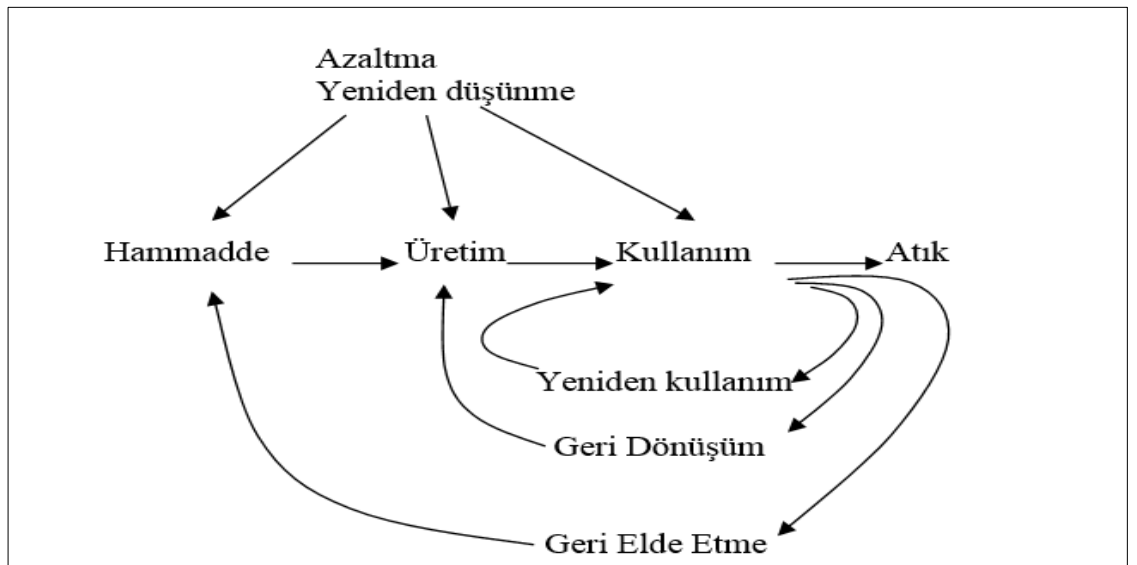 Azaltma
Yeniden düşünme
Hammadde Üretim Kullanım Atık
Yeniden kullanım
Geri Dönüşüm
Geri Elde Etme